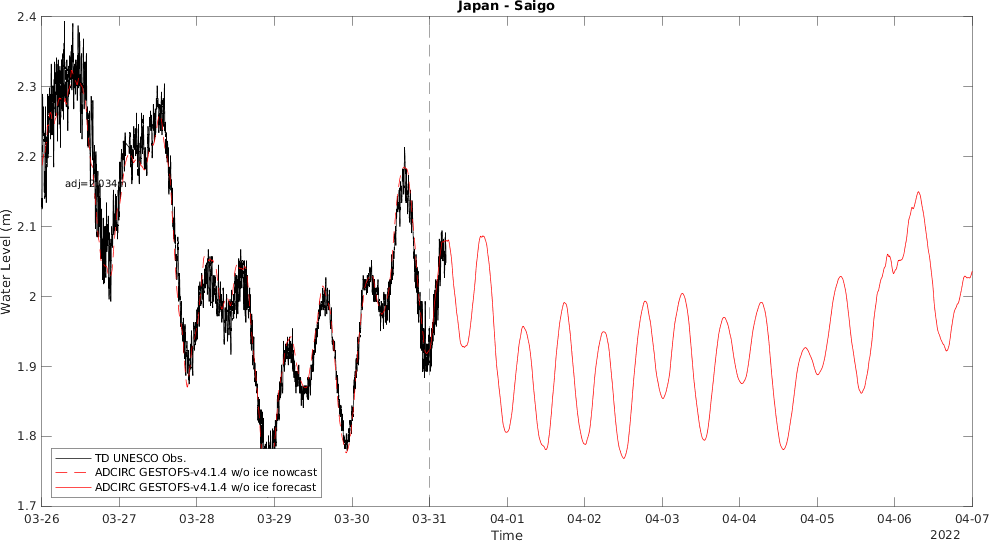 Japan - Saigo
2.4
2.3
2.2
2.1
2
1.9
1.8
1.7
Water Level (m)
adj=2.034m
TD UNESCO Obs.
ADCIRC GESTOFS-v4.1.4 w/o ice nowcast
ADCIRC GESTOFS-v4.1.4 w/o ice forecast
03-26 03-27 03-28 03-29 03-30 03-31 04-01 04-02 04-03 04-04 04-05 04-06 04-07
Time
2022